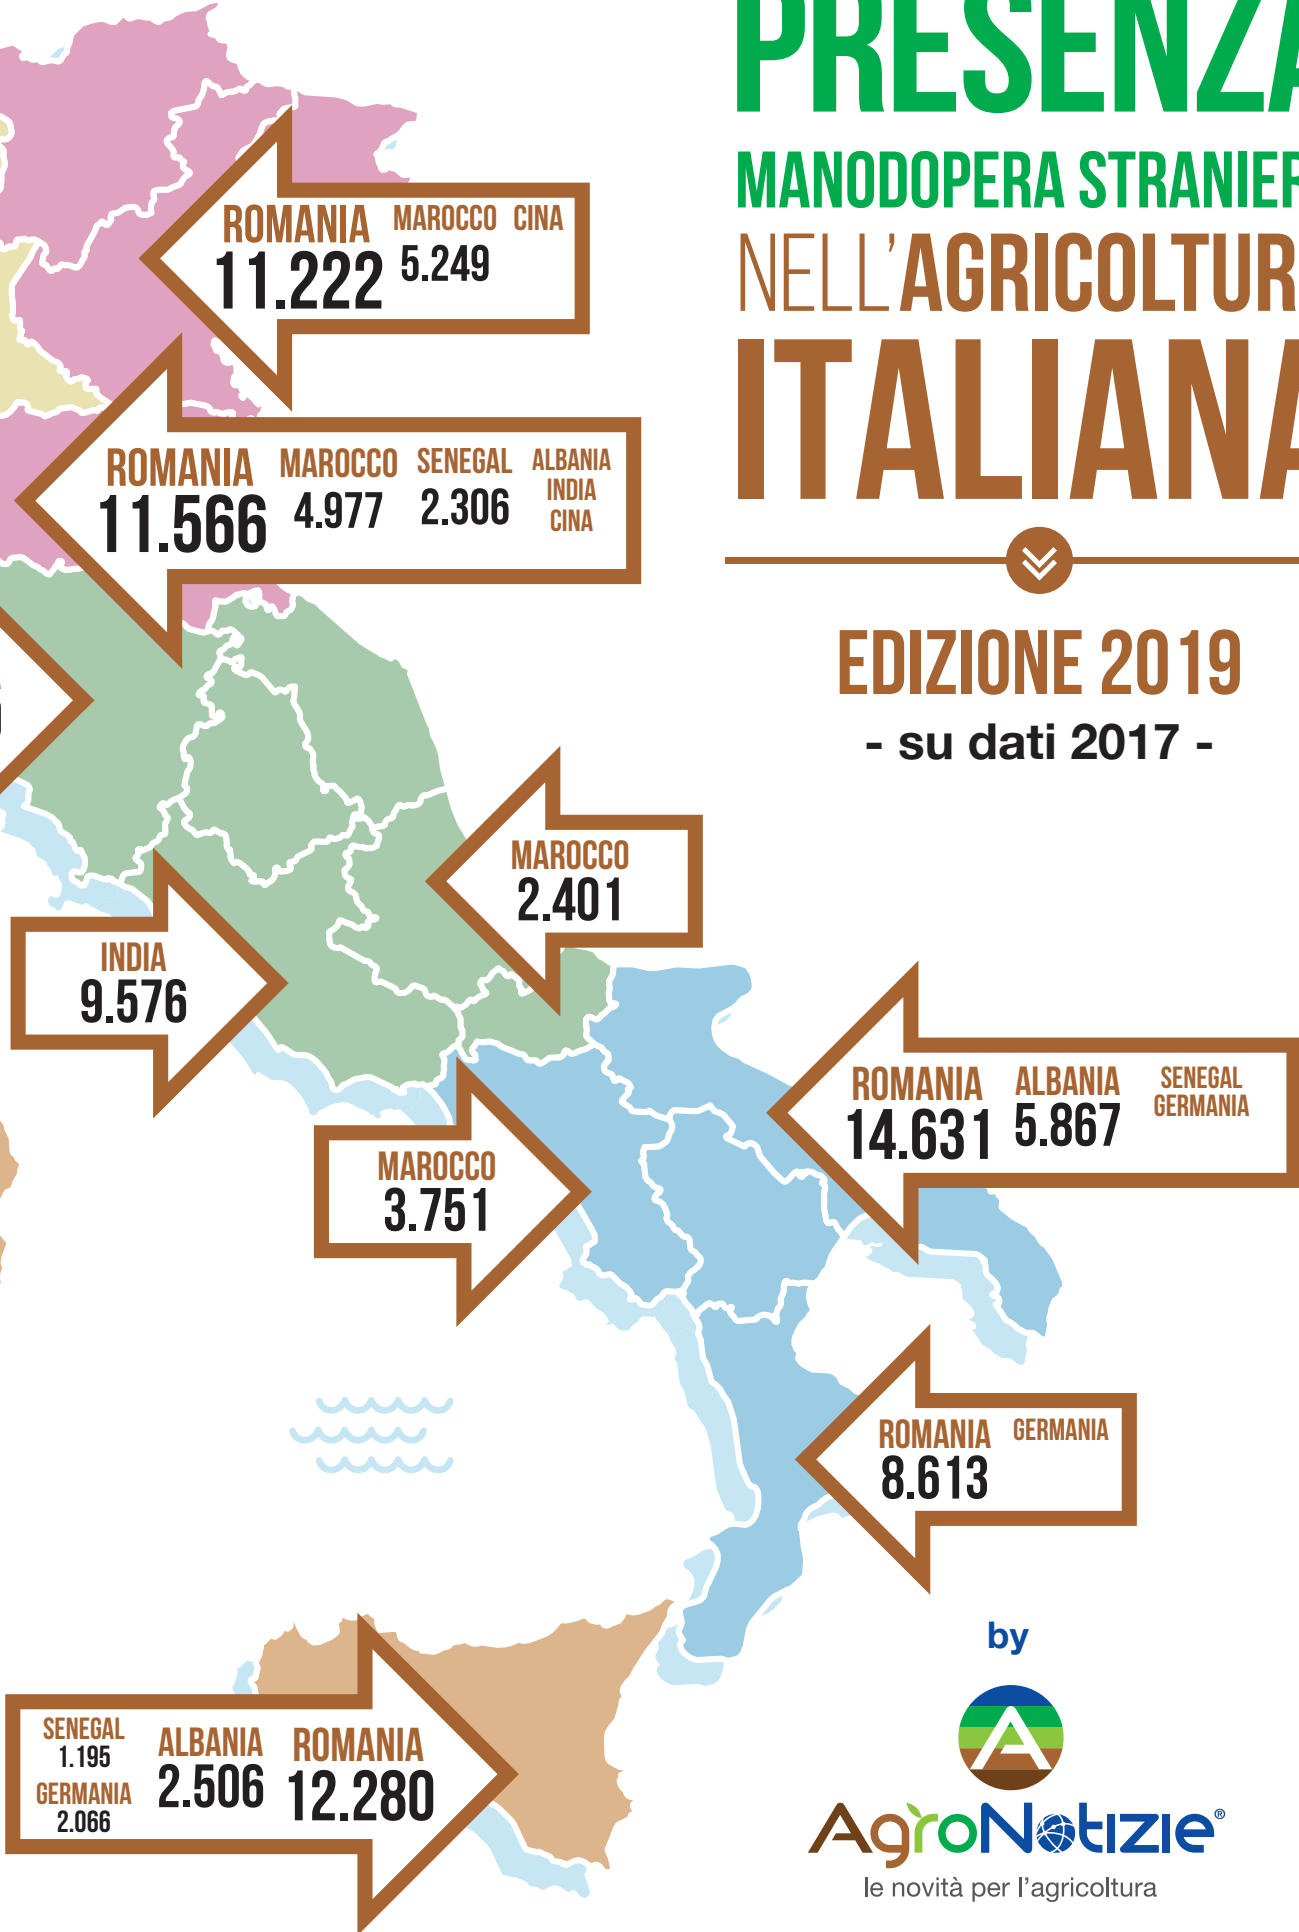 PRESENZA
MANODOPERA STRANIER
NELL'AGRICOLTUR
ITALIANA
EDIZIONE 2019
- su dati 2017 -
ROMANIA MAROCCO CINA
11.222 5.249
ROMANIA MAROCCO SENEGAL ALBANIA
INDIA
CINA
11.566 4.977 2.306
MAROCCO
2.401
INDIA
9.576
ROMANIA ALBANIA SENEGAL
GERMANIA
14.631 5.867
MAROCCO
3.751
ROMANIA GERMANIA
8.613
SENEGAL
1.195
GERMANIA
2.066
ALBANIA
2.506
ROMANIA
12.280
by
AgroNotizie®
le novità per l'agricoltura